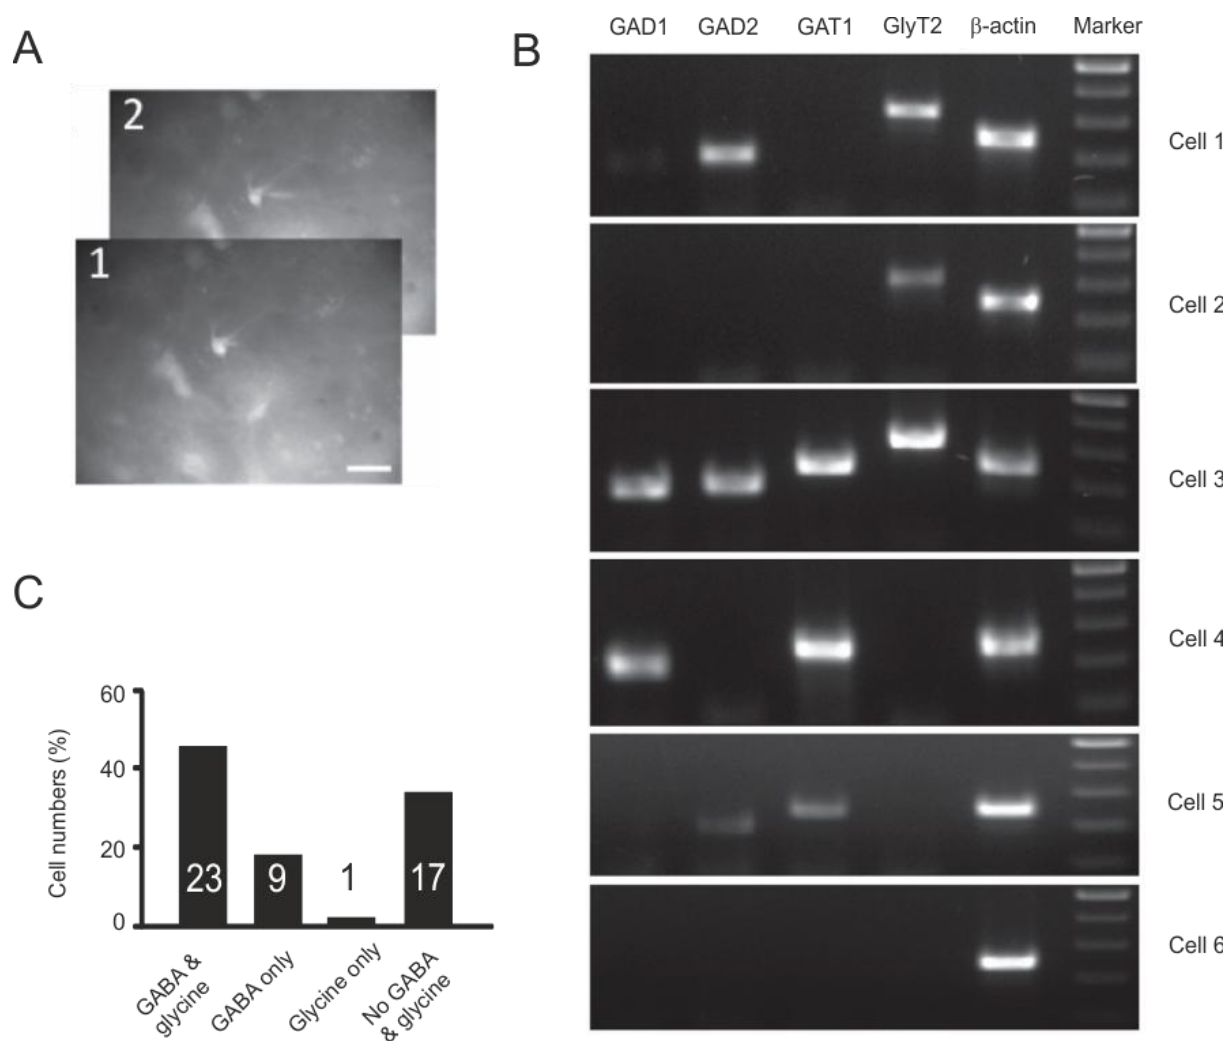 A
2
1
B
GAD1 GAD2 GAT1 GlyT2 β-actin Marker
Cell 1
Cell 2
Cell 3
Cell 4
Cell 5
Cell 6
C
Cell numbers (%)
60
40
20
0
23 9 1 17
GABA &
glycine
GABA only
Glycine only
No GABA
& glycine